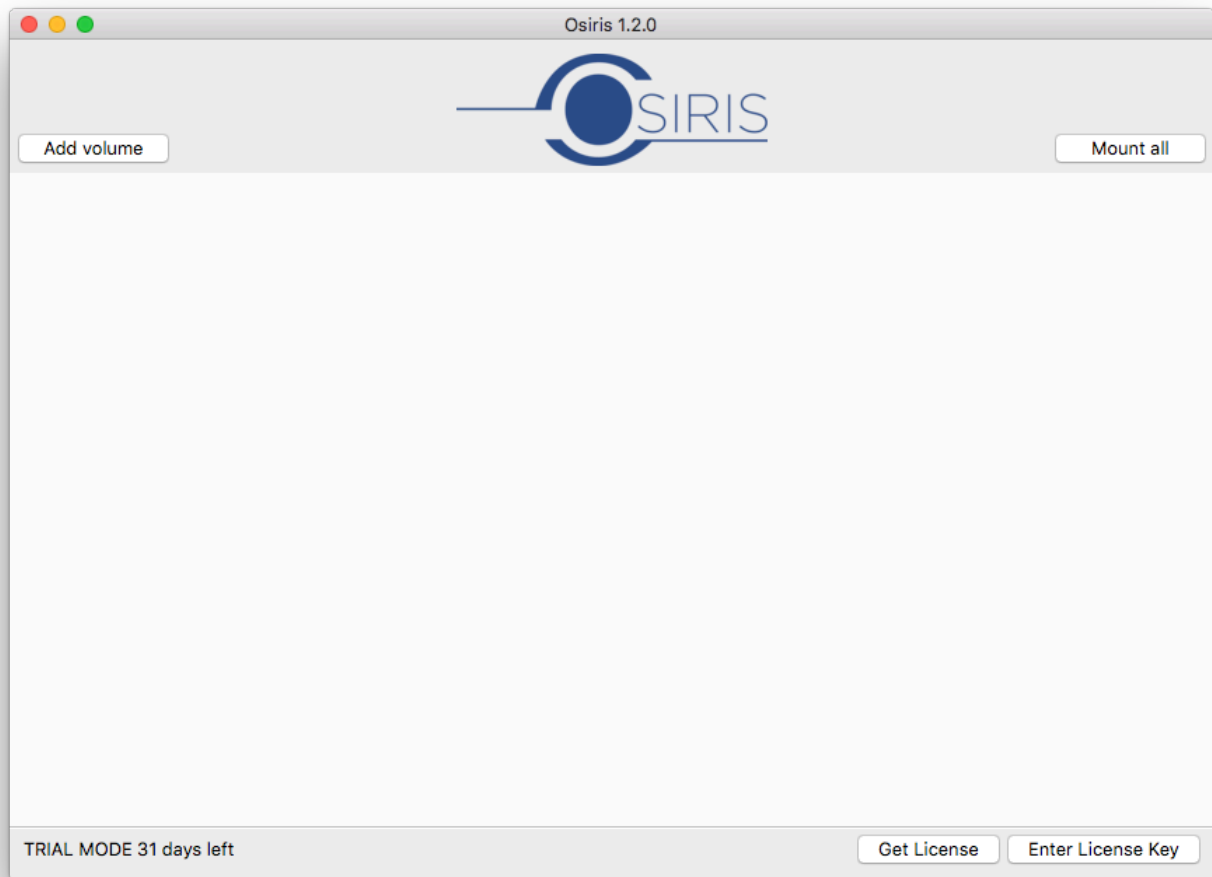 Osiris 1.2.0
OSIRIS
Add volume
Mount all
TRIAL MODE 31 days left
Get License
Enter License Key